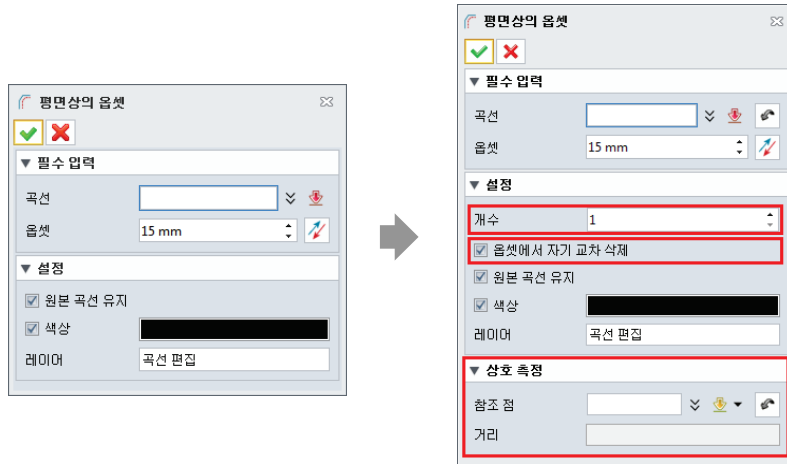 평면상의 옵셋
필수 입력
곡선
옵셋 15 mm
설정
원본 곡선 유지
색상
레이어 곡선 편집
평면상의 옵셋
필수 입력
곡선
옵셋 15 mm
설정
개수 1
옵셋에서 자기 교차 삭제
원본 곡선 유지
색상
레이어 곡선 편집
상호 측정
참조 점
거리